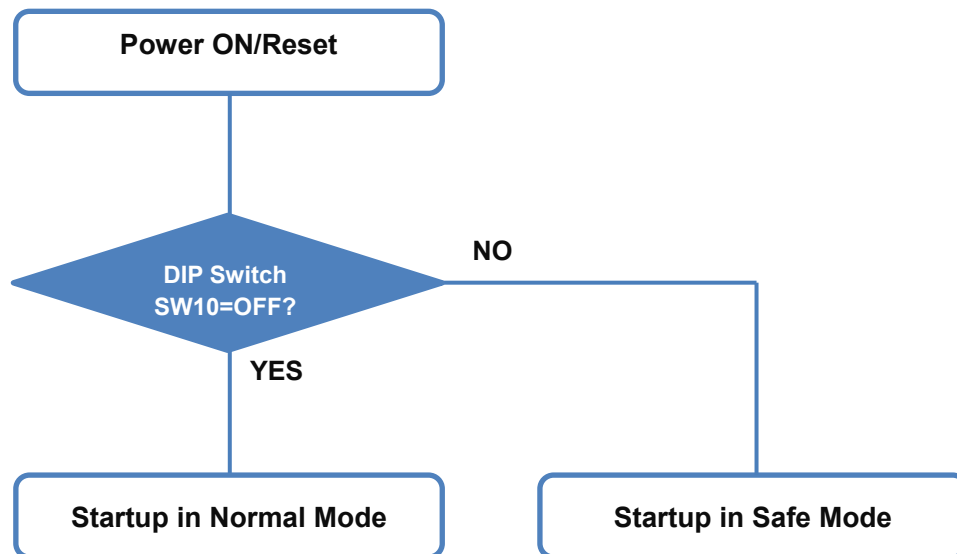 Power ON/Reset
DIP Switch
SW10=OFF?
NO
YES
Startup in Normal Mode
Startup in Safe Mode